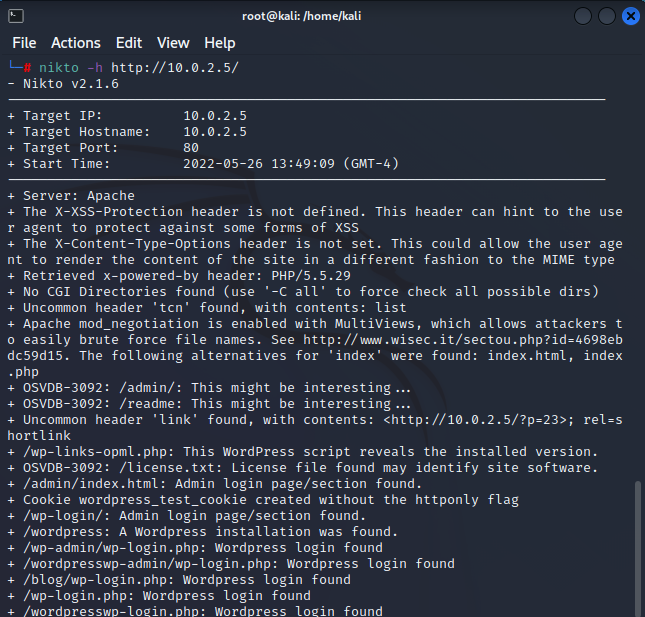 root@kali: /home/kali
File Actions Edit View Help
└─# nikto -h http://10.0.2.5/
- Nikto v2.1.6
+ Target IP: 10.0.2.5
+ Target Hostname: 10.0.2.5
+ Target Port: 80
+ Start Time: 2022-05-26 13:49:09 (GMT-4)
+ Server: Apache
+ The X-XSS-Protection header is not defined. This header can hint to the use
r agent to protect against some forms of XSS
+ The X-Content-Type-Options header is not set. This could allow the user age
nt to render the content of the site in a different fashion to the MIME type
+ Retrieved x-powered-by header: PHP/5.5.29
+ No CGI Directories found (use '-C all' to force check all possible dirs)
+ Uncommon header 'tcn' found, with contents: list
+ Apache mod_negotiation is enabled with MultiViews, which allows attackers t
o easily brute force file names. See http://www.wisec.it/sectou.php?id=4698eb
dc59d15. The following alternatives for 'index' were found: index.html, index
.php
+ OSVDB-3092: /admin/: This might be interesting...
+ OSVDB-3092: /readme: This might be interesting...
+ Uncommon header 'link' found, with contents: <http://10.0.2.5/?p=23>; rel=s
hortlink
+ /wp-links-opml.php: This WordPress script reveals the installed version.
+ OSVDB-3092: /license.txt: License file found may identify site software.
+ /admin/index.html: Admin login page/section found.
+ Cookie wordpress_test_cookie created without the httponly flag
+ /wp-login/: Admin login page/section found.
+ /wordpress: A Wordpress installation was found.
+ /wp-admin/wp-login.php: Wordpress login found
+ /wordpresswp-admin/wp-login.php: Wordpress login found
+ /blog/wp-login.php: Wordpress login found
+ /wp-login.php: Wordpress login found
+ /wordpresswp-login.php: Wordpress login found